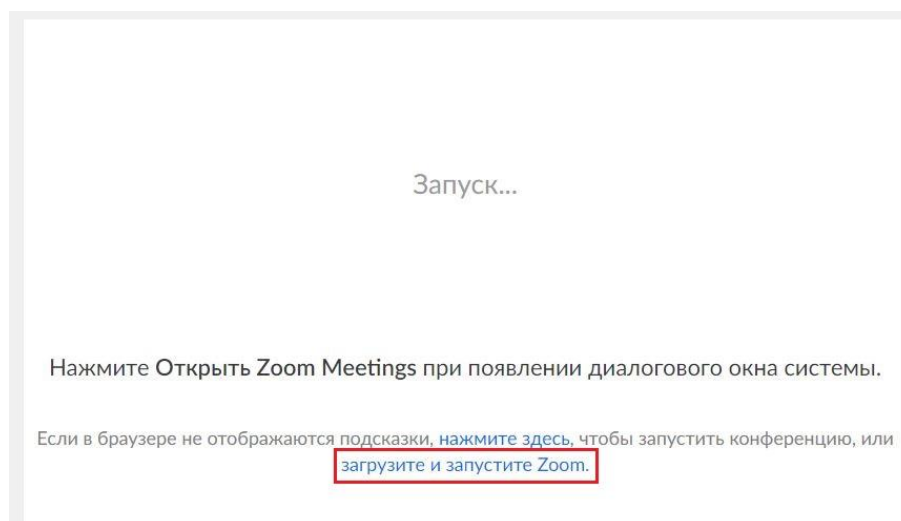 Запуск...
Нажмите Открыть Zoom Meetings при появлении диалогового окна системы.
Если в браузере не отображаются подсказки, нажмите здесь, чтобы запустить конференцию, или
загрузите и запустите Zoom.